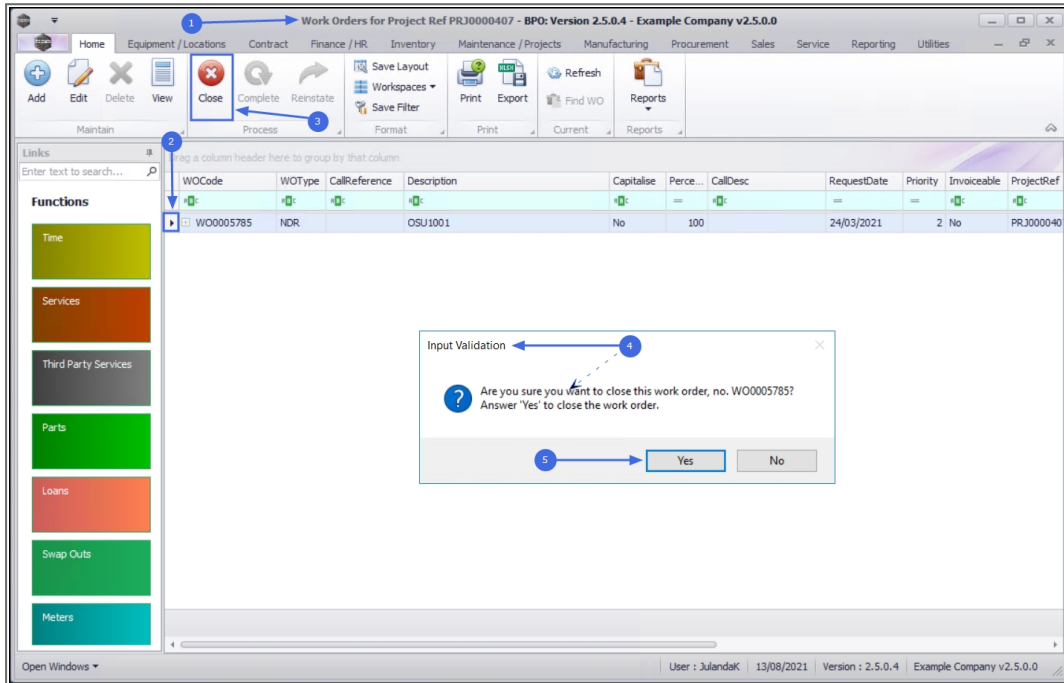 1
Work Orders for Project Ref PRJ0000407 - BPO: Version 2.5.0.4 - Example Company v2.5.0.0
Home Equipment / Locations Contract Finance / HR Inventory Maintenance / Projects Manufacturing Procurement Sales Service Reporting Utilities
Add Edit Delete View Close Complete Reinstate
Save Layout
Workspaces
Save Filter
Print Export
Refresh
Find WO
Reports
3
Maintain Process Format Print Current Reports
2
Links
Enter text to search...
Drag a column header here to group by that column
WOCode WOType CallReference Description Capitalise Perce... CallDesc RequestDate Priority Invoiceable ProjectRef
WO0005785 NDR OSU1001 No 100 24/03/2021 2 No PRJ000040
Functions
Time
Services
Third Party Services
Parts
Loans
Swap Outs
Meters
Input Validation
4
Are you sure you want to close this work order, no. WO0005785?
Answer 'Yes' to close the work order.
5
Yes No
Open Windows
User : JulandaK 13/08/2021 Version : 2.5.0.4 Example Company v2.5.0.0